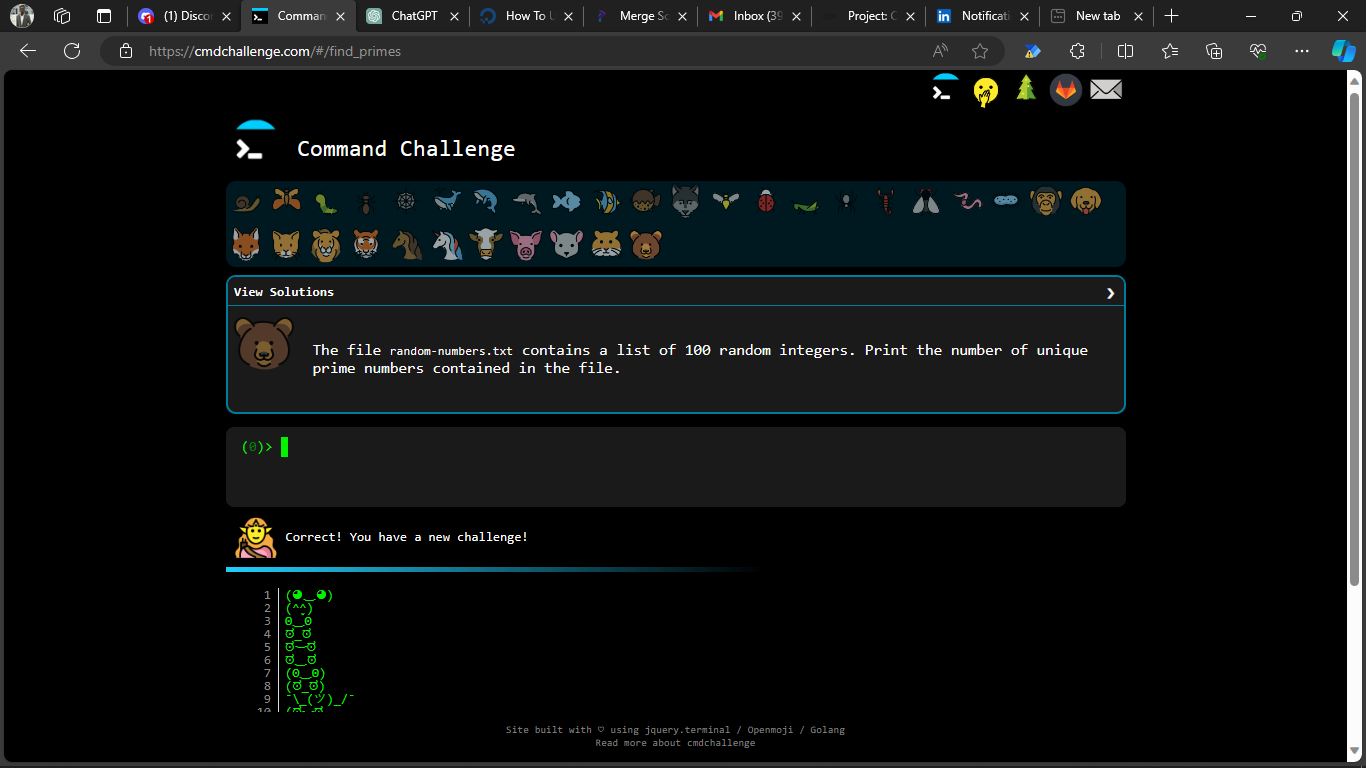 (1) Discor
Comman
ChatGPT
How To U
Merge So
Inbox (39
Project: C
Notificati
New tab
https://cmdchallenge.com/#/find_primes
Command Challenge
View Solutions
The file random-numbers.txt contains a list of 100 random integers. Print the number of unique
prime numbers contained in the file.
(0)>
Correct! You have a new challenge!
1
2 (^̮^)
3 ʘ‿ʘ
4 ಠ_ಠ
5
6 ಠ‿ಠ
7 (ʘ‿ʘ)
8 (ಠ_ಠ)
9 ¯\_(ツ)_/¯
10
Site built with ♡ using jquery.terminal / Openmoji / Golang
Read more about cmdchallenge